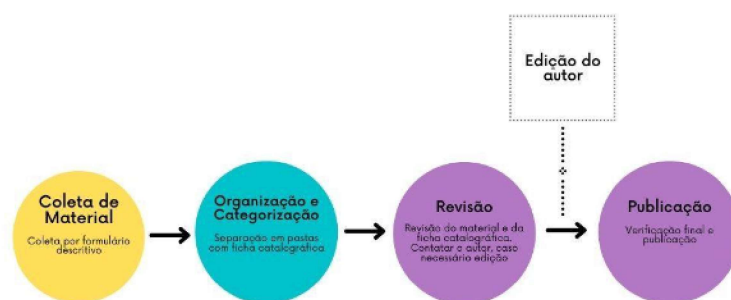 Edição do
autor
Coleta de
Material
Coleta por formulário
descritivo
Organização e
Categorização
Separação em pastas
com ficha catalográfica
Revisão
Revisão do material e da
ficha catalográfica.
Contatar o autor, caso
necessário edição
Publicação
Verificação final e
publicação